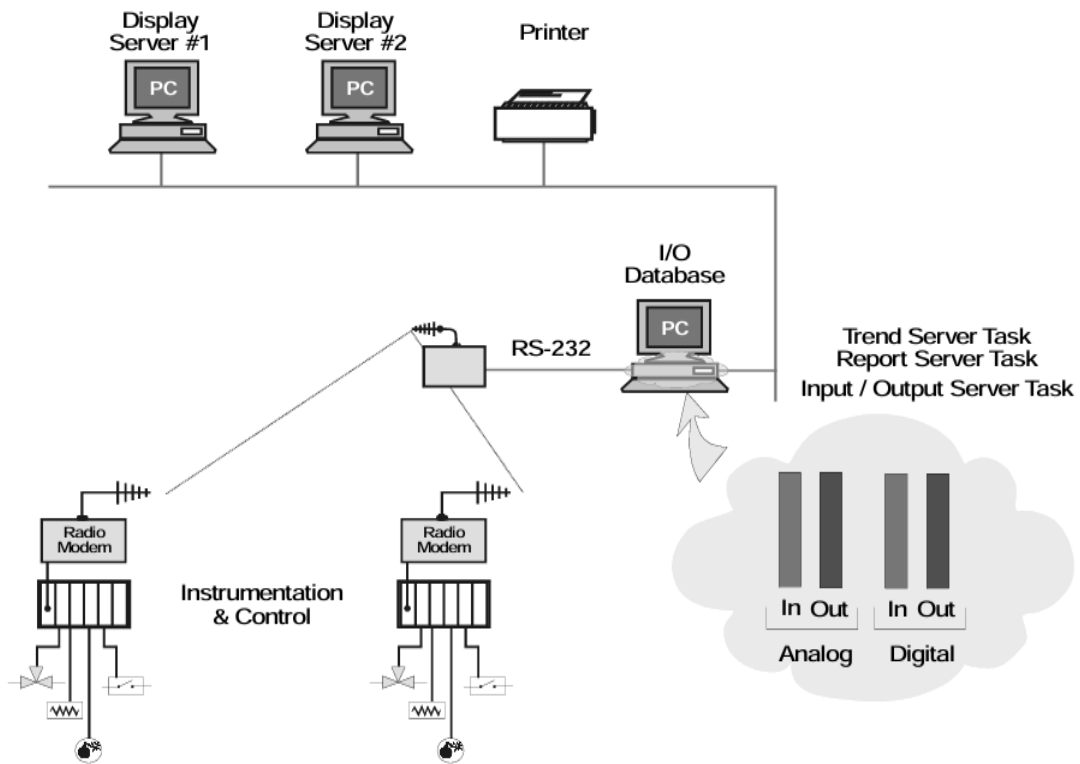 Display
Server #1
Display
Server #2
Printer
PC
PC
I/O
Database
PC
RS-232
Trend Server Task
Report Server Task
Input / Output Server Task
Radio
Modem
Radio
Modem
Instrumentation
& Control
In Out
In Out
Analog
Digital